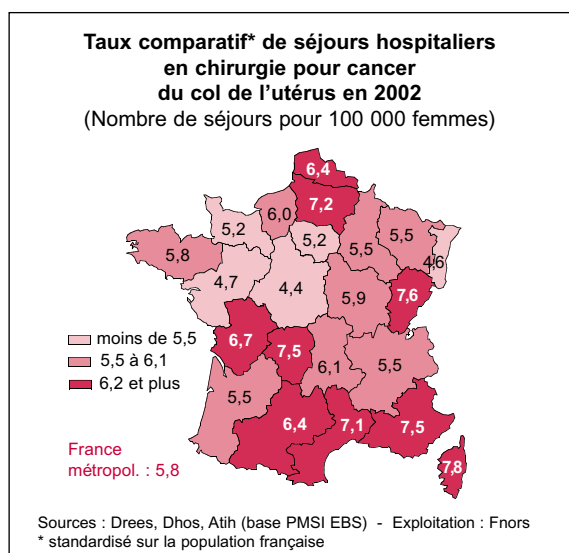 Taux comparatif* de séjours hospitaliers
en chirurgie pour cancer
du col de l'utérus en 2002
(Nombre de séjours pour 100 000 femmes)
6,4
7,2
6,0
5,2
5,2
5,5
5,5
4,6
5,8
4,7
4,4
5,9
7,6
6,7
7,5
6,1
5,5
5,5
6,4
7,1
7,5
7,8
moins de 5,5
5,5 à 6,1
6,2 et plus
France
métropol. : 5,8
Sources : Drees, Dhos, Atih (base PMSI EBS) - Exploitation : Fnors
* standardisé sur la population française